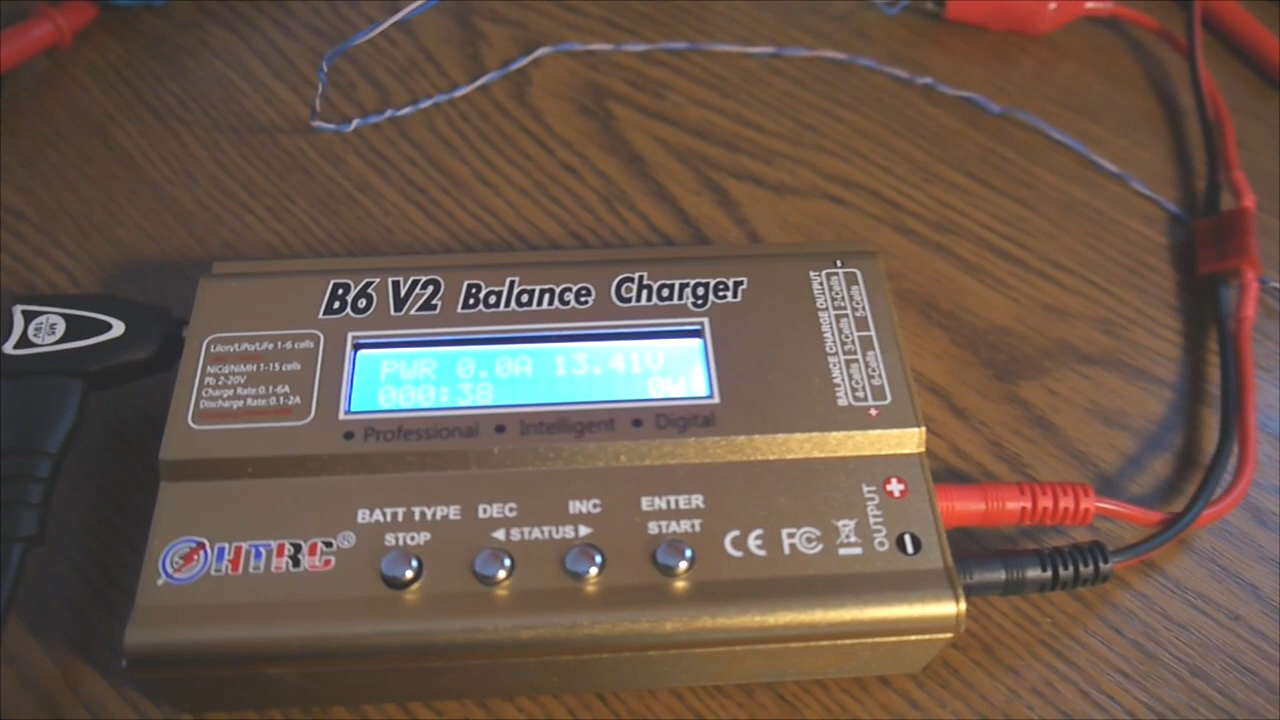 B6 V2 Balance Charger
M5
19V
LiIon/LiPo/LiFe 1-6 cells
NiCd/NiMH 1-15 cells
Pb 2-20V
Charge Rate:0.1-6A
Discharge Rate:0.1-2A
PWR 0.0A 13.41V
000:38 0W
Professional Intelligent Digital
BALANCE CHARGE OUTPUT
4-Cells 3-Cells 2-Cells
6-Cells 5-Cells
BATT TYPE DEC INC ENTER
STOP ◀STATUS▶ START
HTRC®
CE FC
OUTPUT